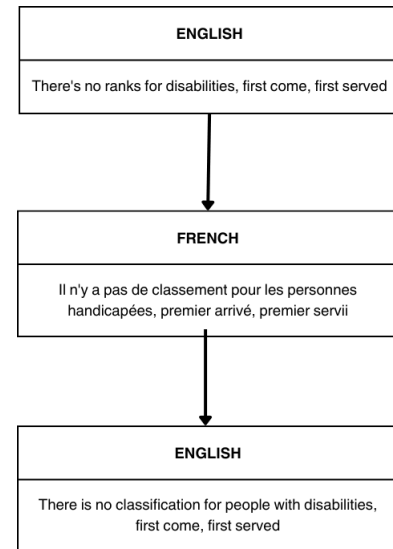 ENGLISH
There's no ranks for disabilities, first come, first served
FRENCH
Il n'y a pas de classement pour les personnes
handicapées, premier arrivé, premier servii
ENGLISH
There is no classification for people with disabilities,
first come, first served